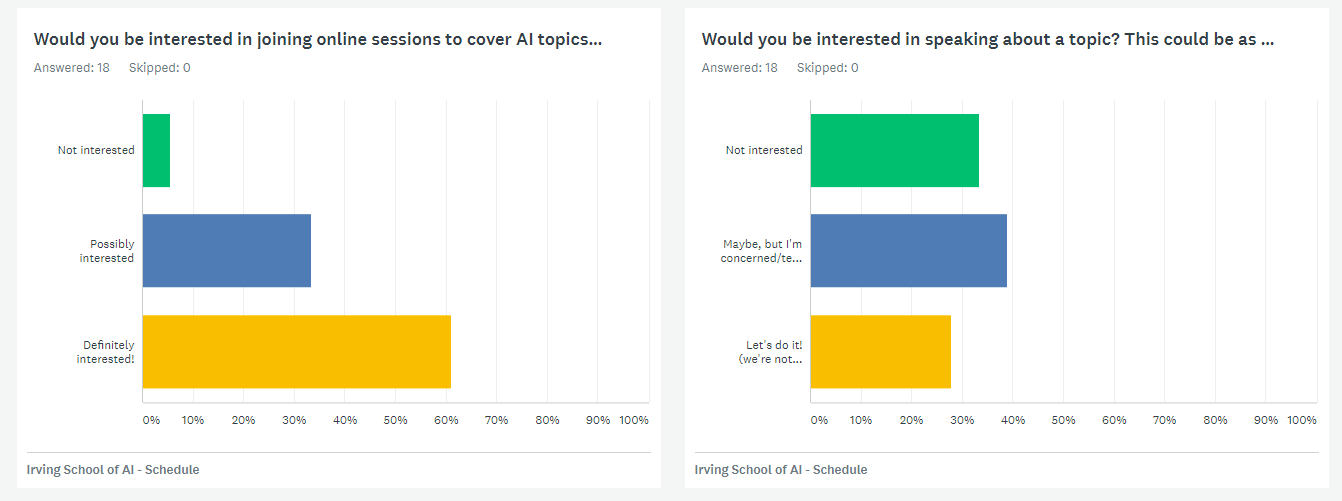 Would you be interested in joining online sessions to cover AI topics...
Answered: 18 Skipped: 0
Not interested
Possibly
interested
Definitely
interested!
0% 10% 20% 30% 40% 50% 60% 70% 80% 90% 100%
Irving School of AI - Schedule
Would you be interested in speaking about a topic? This could be as ...
Answered: 18 Skipped: 0
Not interested
Maybe, but I'm
concerned/te...
Let's do it!
(we're not...
0% 10% 20% 30% 40% 50% 60% 70% 80% 90% 100%
Irving School of AI - Schedule